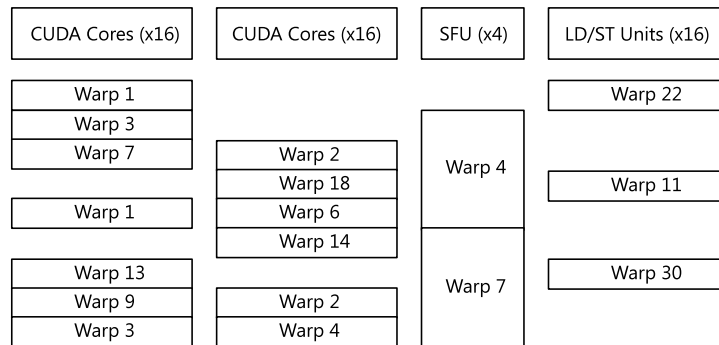 CUDA Cores (x16)
CUDA Cores (x16)
SFU (x4)
LD/ST Units (x16)
Warp 1
Warp 3
Warp 7
Warp 1
Warp 13
Warp 9
Warp 3
Warp 2
Warp 18
Warp 6
Warp 14
Warp 2
Warp 4
Warp 4
Warp 7
Warp 22
Warp 11
Warp 30